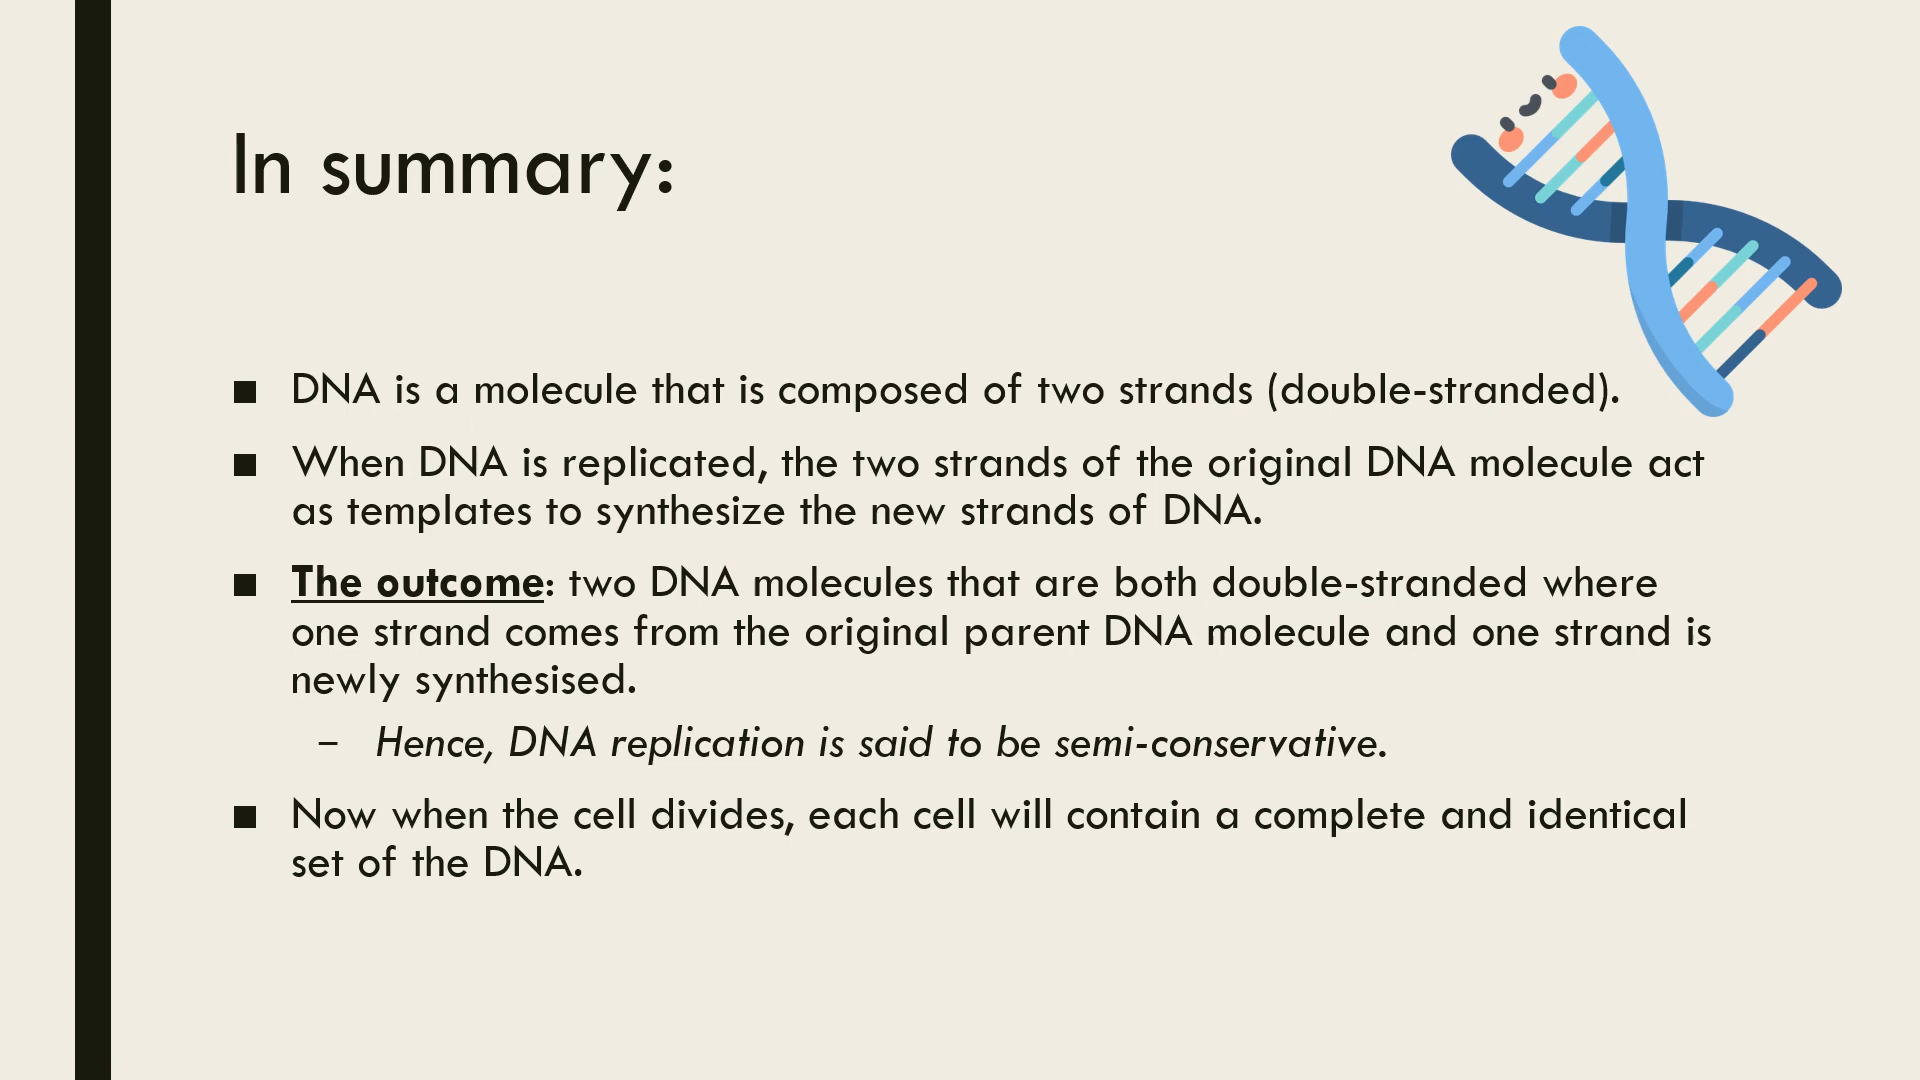 In summary:
■ DNA is a molecule that is composed of two strands (double-stranded).
■ When DNA is replicated, the two strands of the original DNA molecule act
as templates to synthesize the new strands of DNA.
■ The outcome: two DNA molecules that are both double-stranded where
one strand comes from the original parent DNA molecule and one strand is
newly synthesised.
– Hence, DNA replication is said to be semi-conservative.
■ Now when the cell divides, each cell will contain a complete and identical
set of the DNA.